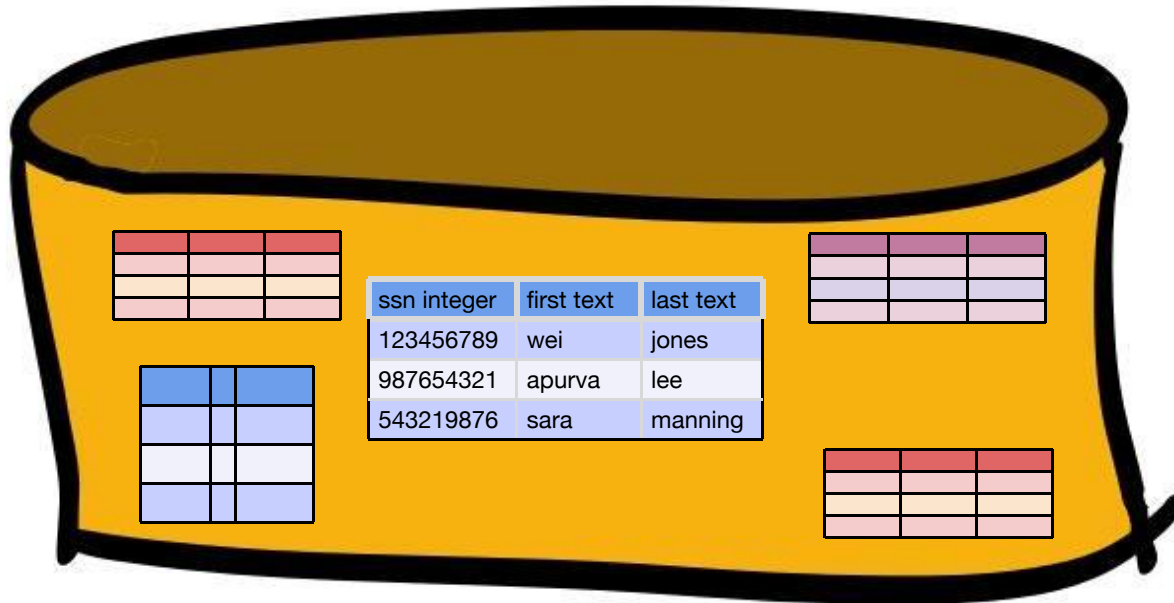 ssn integer first text last text
123456789 wei jones
987654321 apurva lee
543219876 sara manning